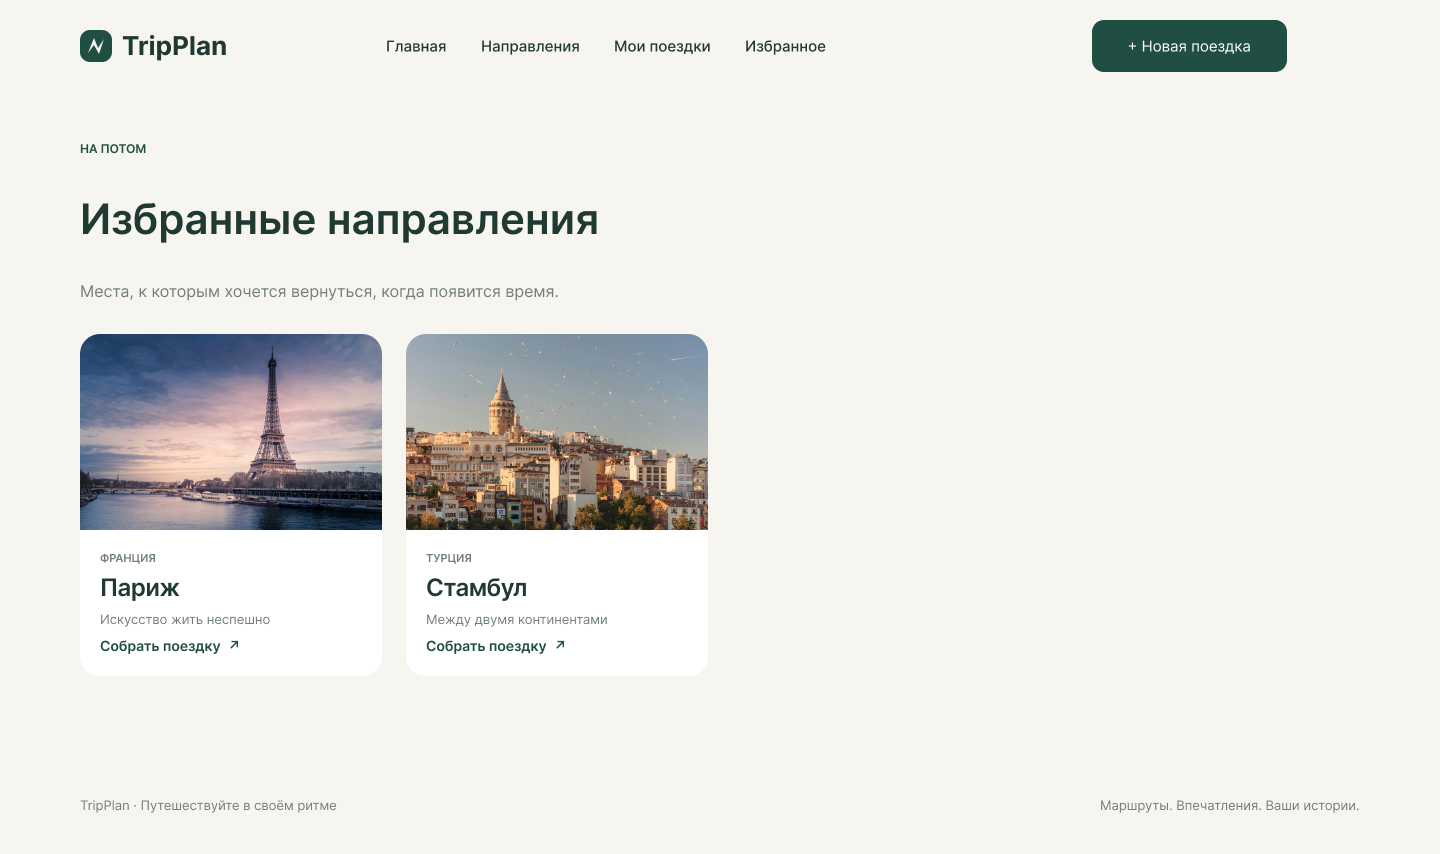 TripPlan
Главная
Направления
Мои поездки
Избранное
+ Новая поездка
НА ПОТОМ
Избранные направления
Места, к которым хочется вернуться, когда появится время.
ФРАНЦИЯ
Париж
Искусство жить неспешно
Собрать поездку ↗
ТУРЦИЯ
Стамбул
Между двумя континентами
Собрать поездку ↗
TripPlan · Путешествуйте в своём ритме
Маршруты. Впечатления. Ваши истории.